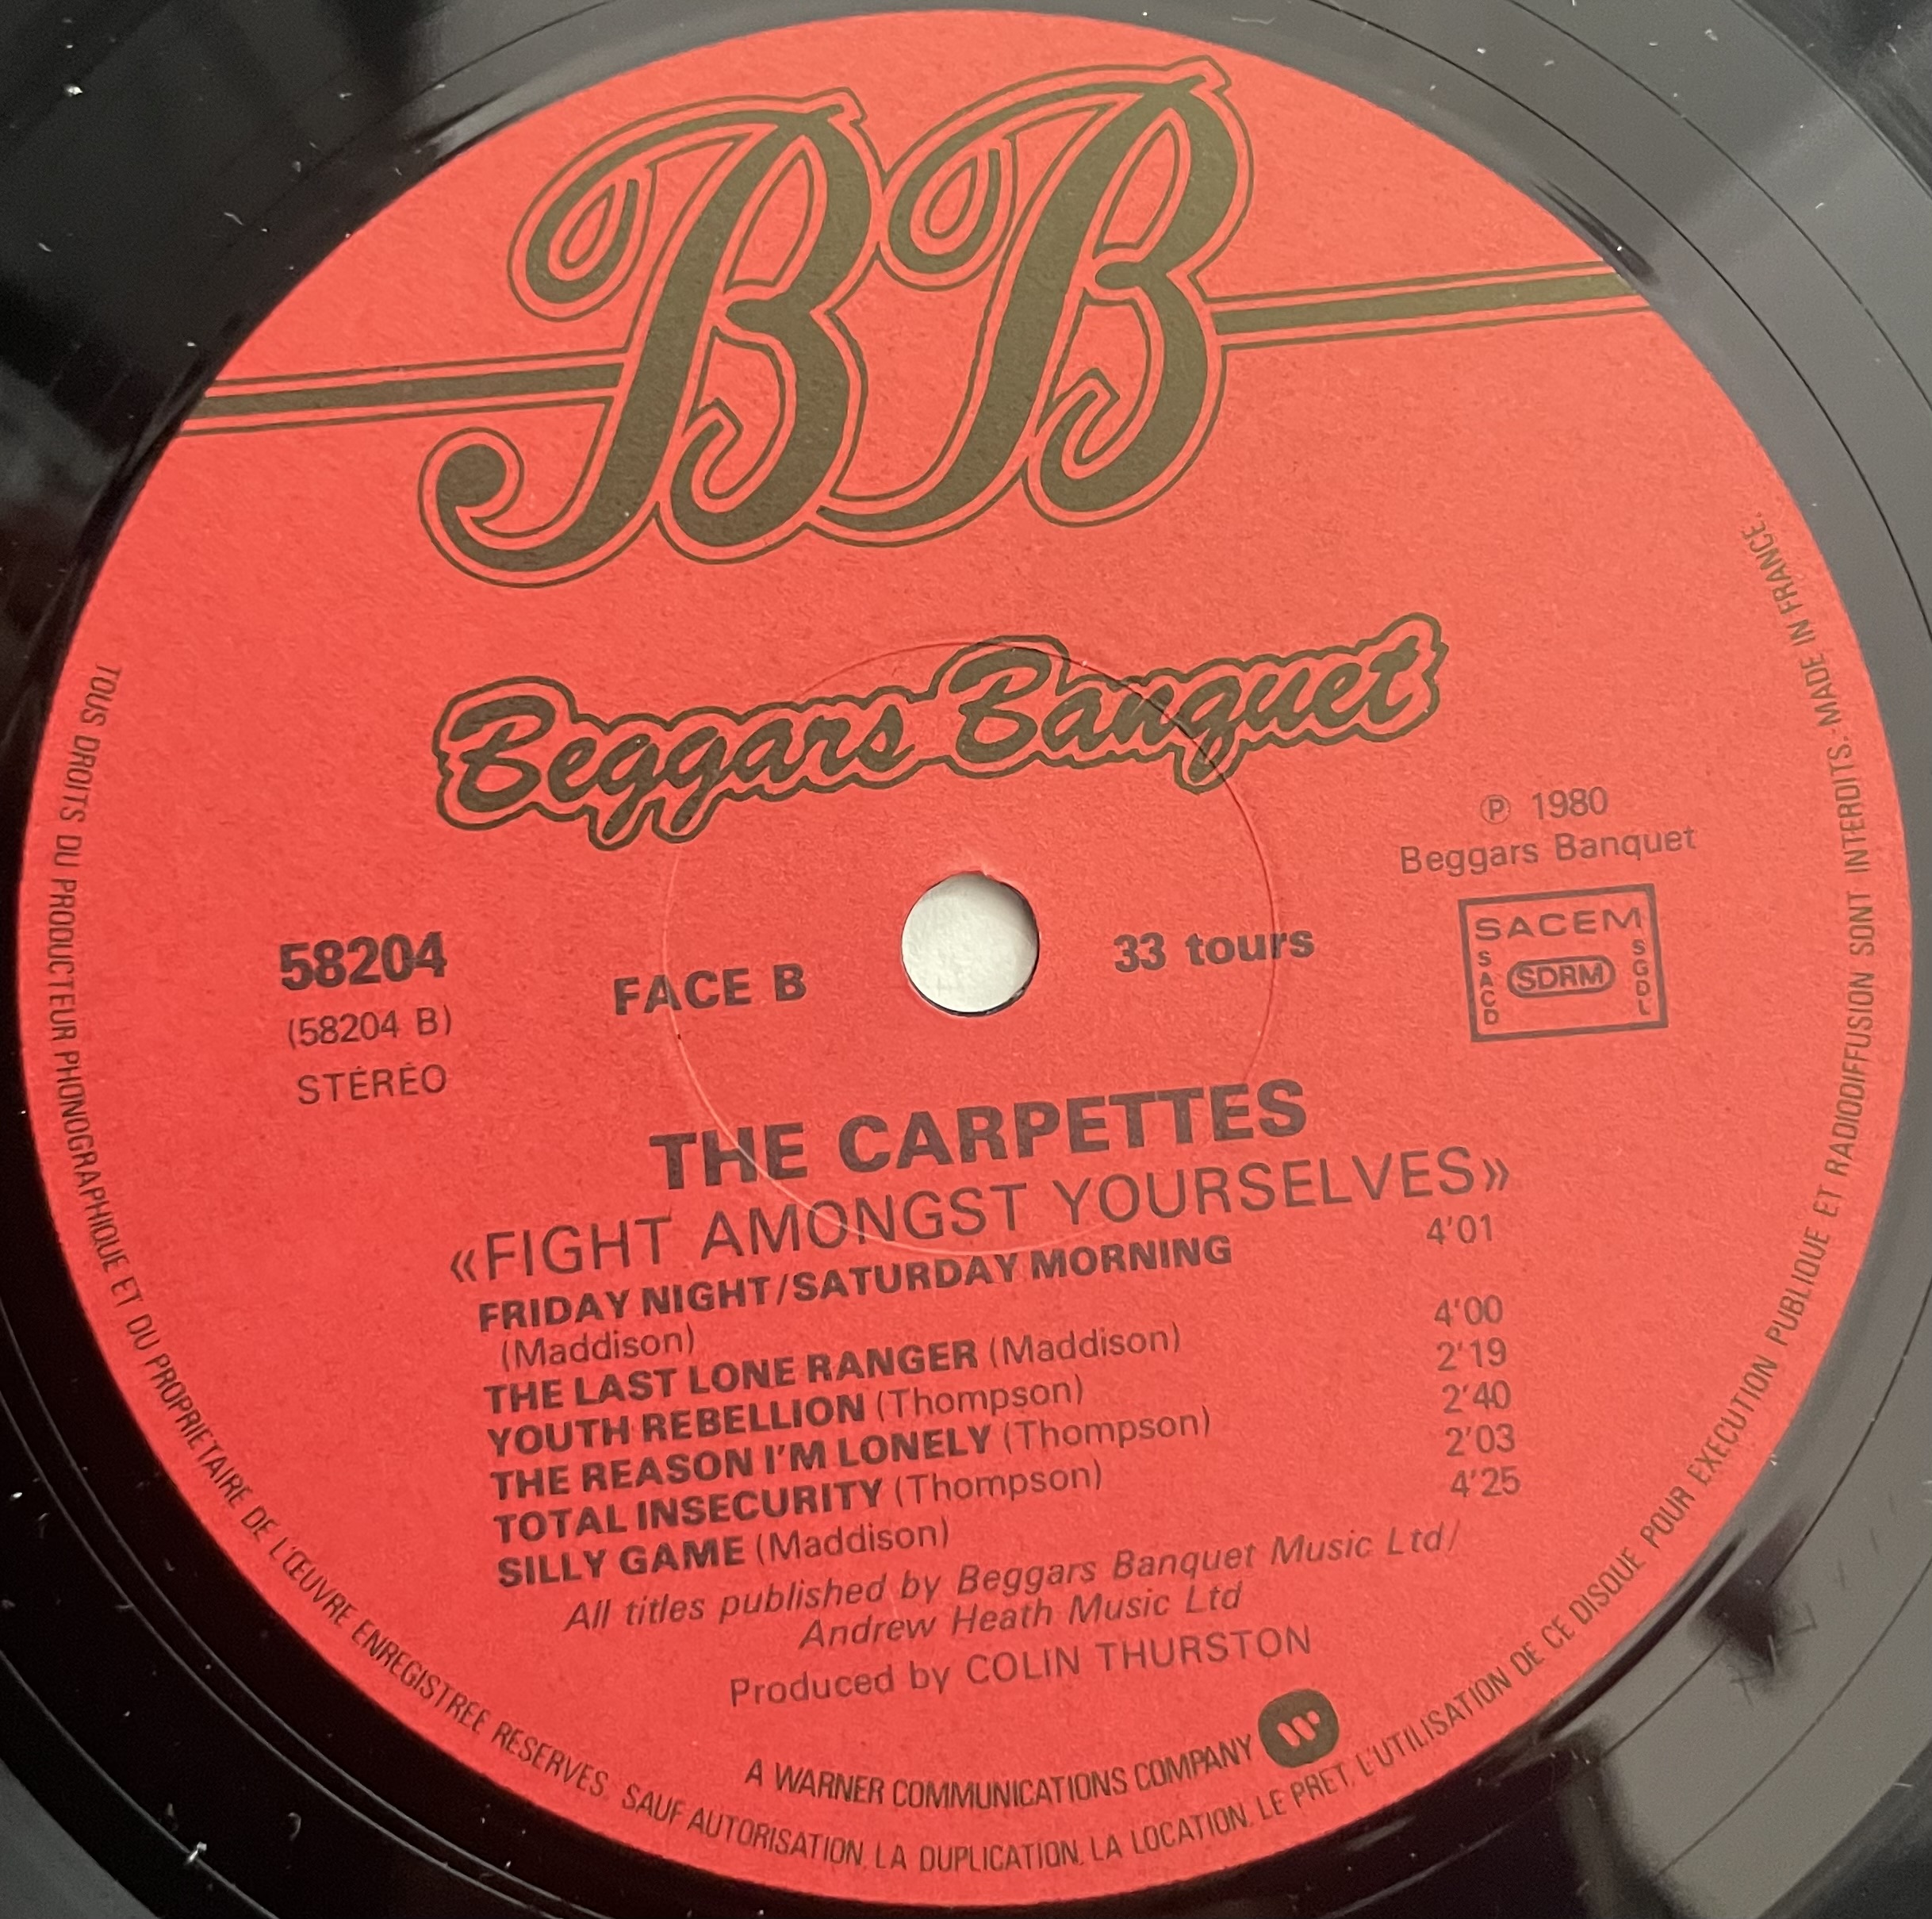 BB
Beggars Banquet
℗ 1980
Beggars Banquet
58204
(58204 B)
STÉRÉO
FACE B
33 tours
SACEM
SACD
SDRM
SGDL
THE CARPETTES
«FIGHT AMONGST YOURSELVES»
FRIDAY NIGHT/SATURDAY MORNING 4'01
(Maddison)
THE LAST LONE RANGER (Maddison) 4'00
YOUTH REBELLION (Thompson) 2'19
THE REASON I'M LONELY (Thompson) 2'40
TOTAL INSECURITY (Thompson) 2'03
SILLY GAME (Maddison) 4'25
All titles published by Beggars Banquet Music Ltd/
Andrew Heath Music Ltd
Produced by COLIN THURSTON
A WARNER COMMUNICATIONS COMPANY
TOUS DROITS DU PRODUCTEUR PHONOGRAPHIQUE ET DU PROPRIETAIRE DE L'ŒUVRE ENREGISTREE RESERVES. SAUF AUTORISATION, LA DUPLICATION, LA LOCATION, LE PRET, L'UTILISATION DE CE DISQUE POUR EXECUTION PUBLIQUE ET RADIODIFFUSION SONT INTERDITS. MADE IN FRANCE.